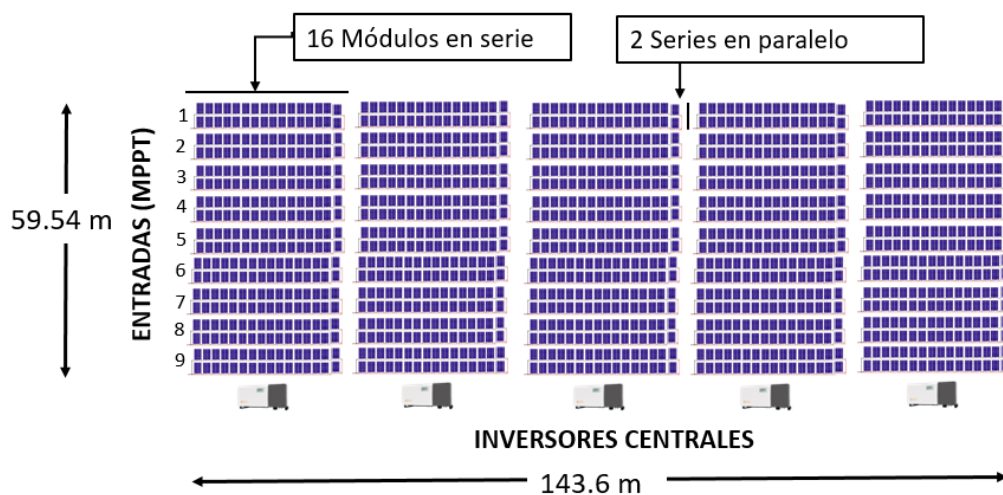 16 Módulos en serie
2 Series en paralelo
59.54 m
ENTRADAS (MPPT)
1
2
3
4
5
6
7
8
9
INVERSORES CENTRALES
143.6 m